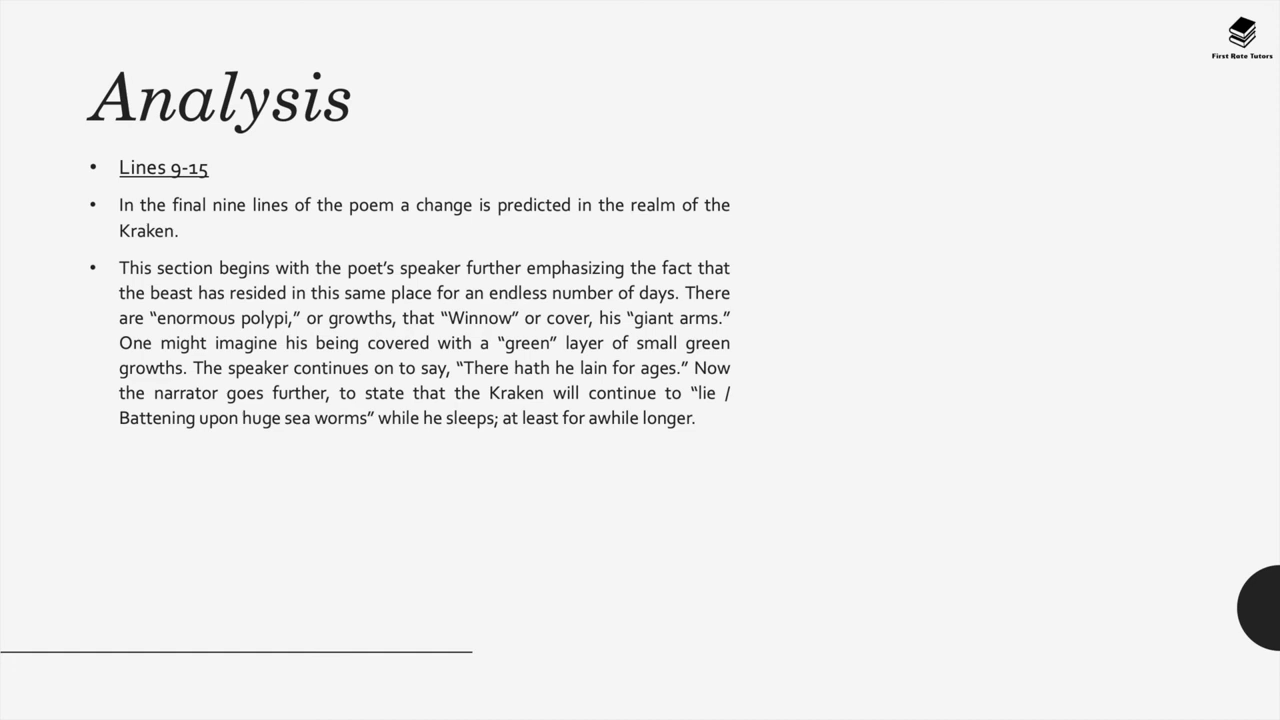 First Rate Tutors
Analysis
• Lines 9-15
• In the final nine lines of the poem a change is predicted in the realm of the
Kraken.
• This section begins with the poet’s speaker further emphasizing the fact that
the beast has resided in this same place for an endless number of days. There
are “enormous polypi,” or growths, that “Winnow” or cover, his “giant arms.”
One might imagine his being covered with a “green” layer of small green
growths. The speaker continues on to say, “There hath he lain for ages.” Now
the narrator goes further, to state that the Kraken will continue to “lie /
Battening upon huge sea worms” while he sleeps; at least for awhile longer.